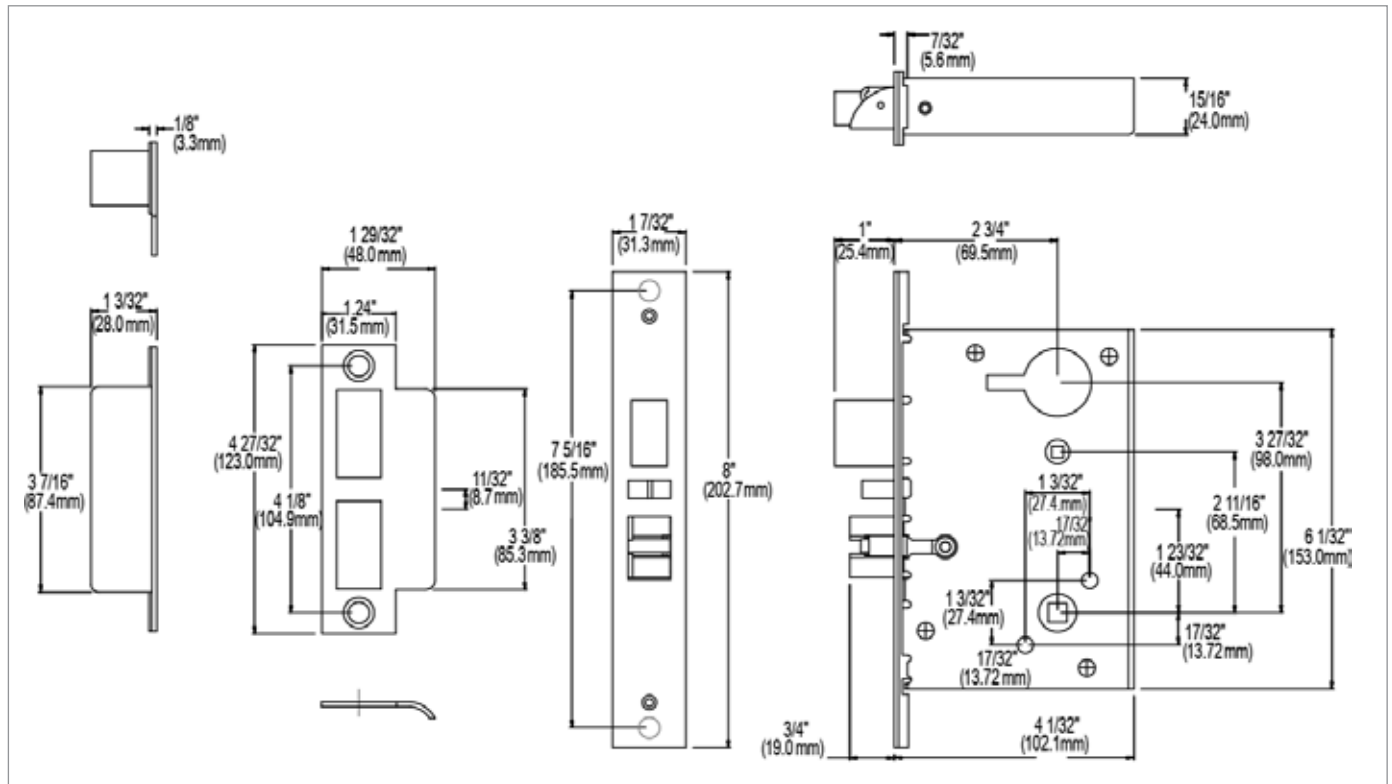 7/32"
(5.6mm)
15/16"
(24.0mm)
1/8"
(3.3mm)
1 29/32"
(48.0mm)
1 7/32"
(31.3mm)
1"
(25.4mm)
2 3/4"
(69.5mm)
1 3/32"
(28.0mm)
1 24"
(31.5mm)
3 7/16"
(87.4mm)
4 27/32"
(123.0mm)
4 1/8"
(104.9mm)
11/32"
(8.7mm)
3 3/8"
(85.3mm)
7 5/16"
(185.5mm)
8"
(202.7mm)
3 27/32"
(98.0mm)
1 3/32"
(27.4mm)
2 11/16"
(68.5mm)
17/32"
(13.72mm)
1 23/32"
(44.0mm)
6 1/32"
(153.0mm)
1 3/32"
(27.4mm)
17/32"
(13.72mm)
17/32"
(13.72mm)
3/4"
(19.0mm)
4 1/32"
(102.1mm)